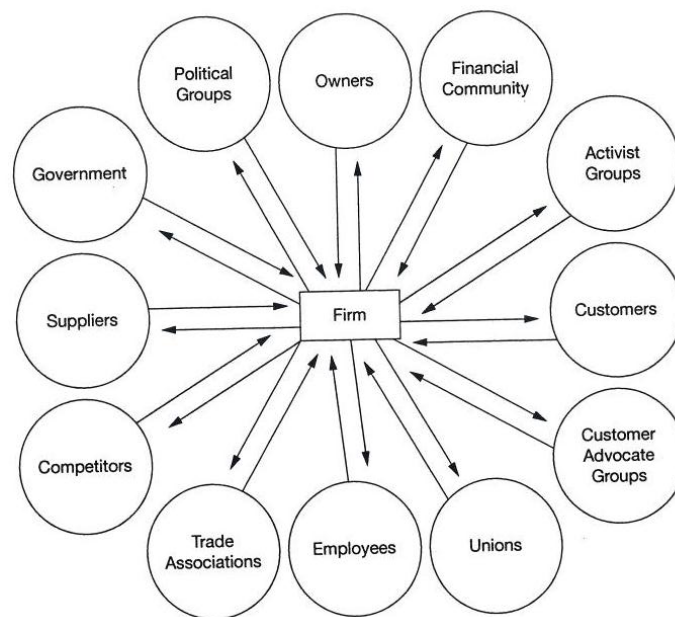 Political
Groups
Owners
Financial
Community
Government
Activist
Groups
Suppliers
Firm
Customers
Competitors
Customer
Advocate
Groups
Trade
Associations
Employees
Unions